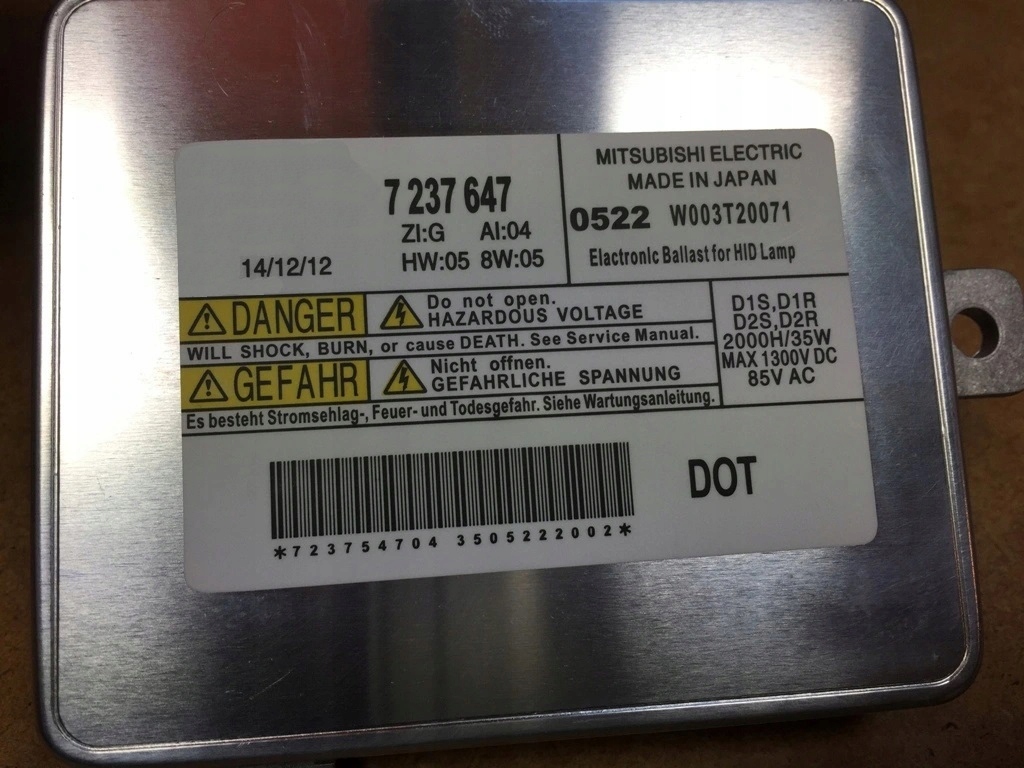 7 237 647
ZI:G AI:04
14/12/12 HW:05 8W:05
MITSUBISHI ELECTRIC
MADE IN JAPAN
0522 W003T20071
Electronic Ballast for HID Lamp
DANGER
Do not open.
HAZARDOUS VOLTAGE
WILL SHOCK, BURN, or cause DEATH. See Service Manual.
GEFAHR
Nicht offnen.
GEFAHRLICHE SPANNUNG
Es besteht Stromsehlag-, Feuer- und Todesgefahr. Siehe Wartungsanleitung.
D1S,D1R
D2S,D2R
2000H/35W
MAX 1300V DC
85V AC
*723754704 3505222002*
DOT